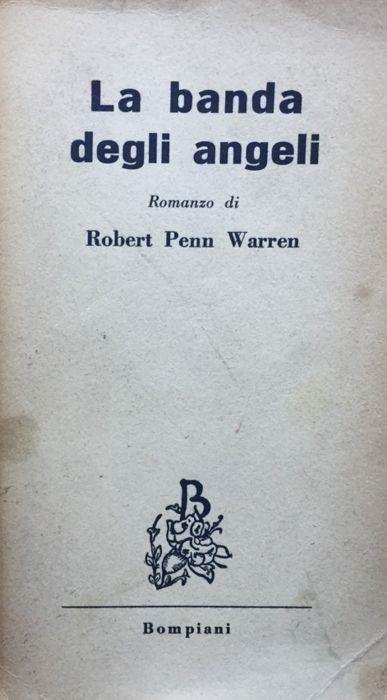 La banda
degli angeli
Romanzo di
Robert Penn Warren
B
Bompiani